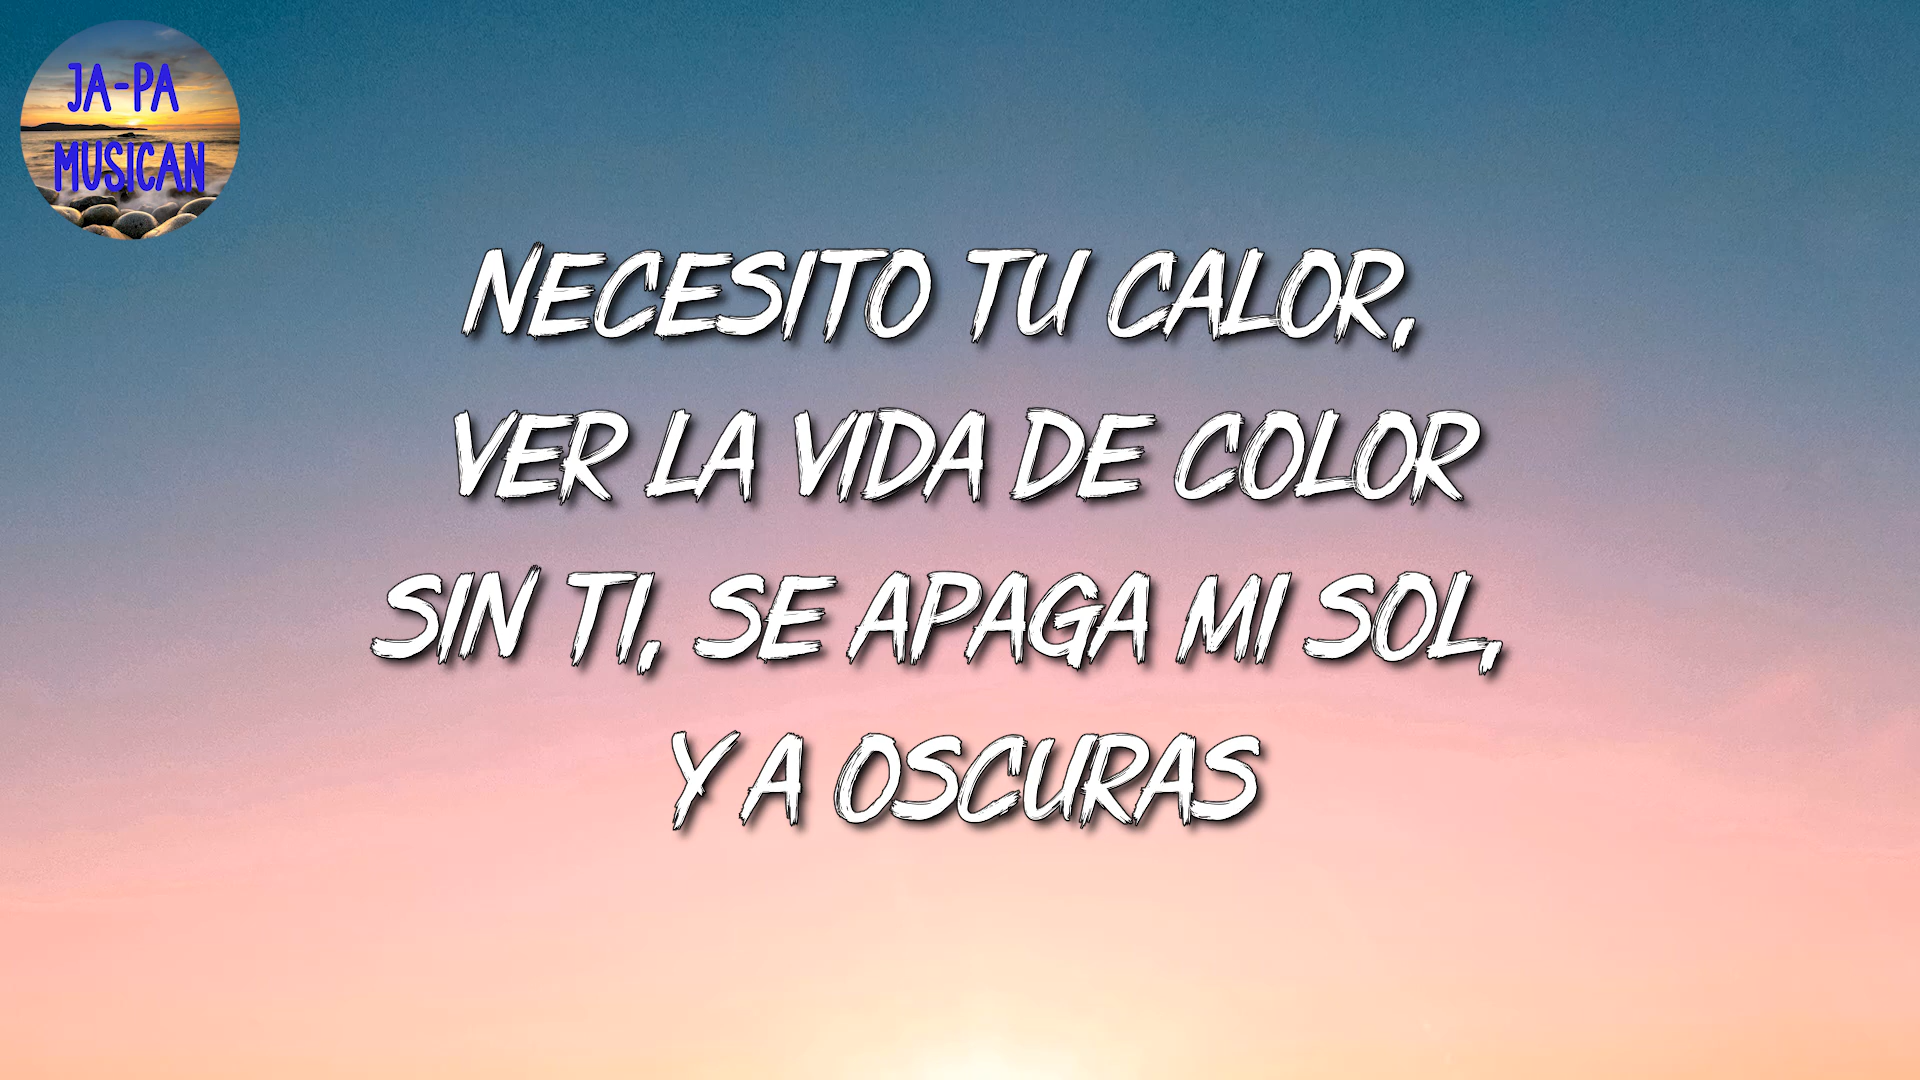 JA-PA
MUSICAN
NECESITO TU CALOR,
VER LA VIDA DE COLOR
SIN TI, SE APAGA MI SOL,
Y A OSCURAS